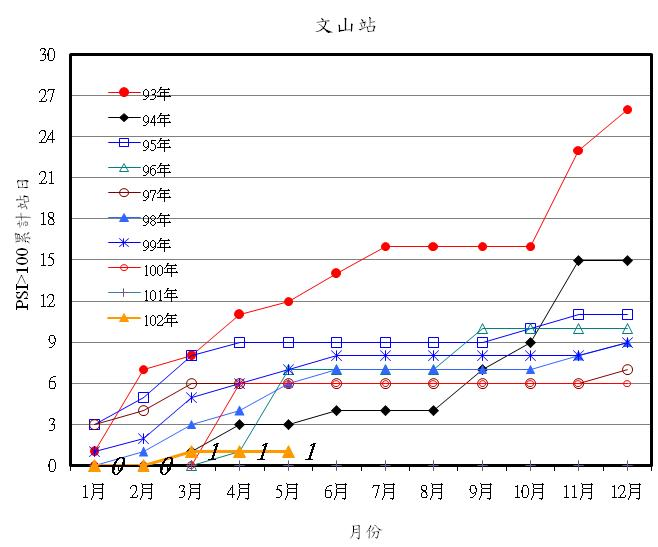 文山站
PSI>100累計站日
30
27
24
21
18
15
12
9
6
3
0
93年
94年
95年
96年
97年
98年
99年
100年
101年
102年
0 0 1 1 1
1月 2月 3月 4月 5月 6月 7月 8月 9月 10月 11月 12月
月份